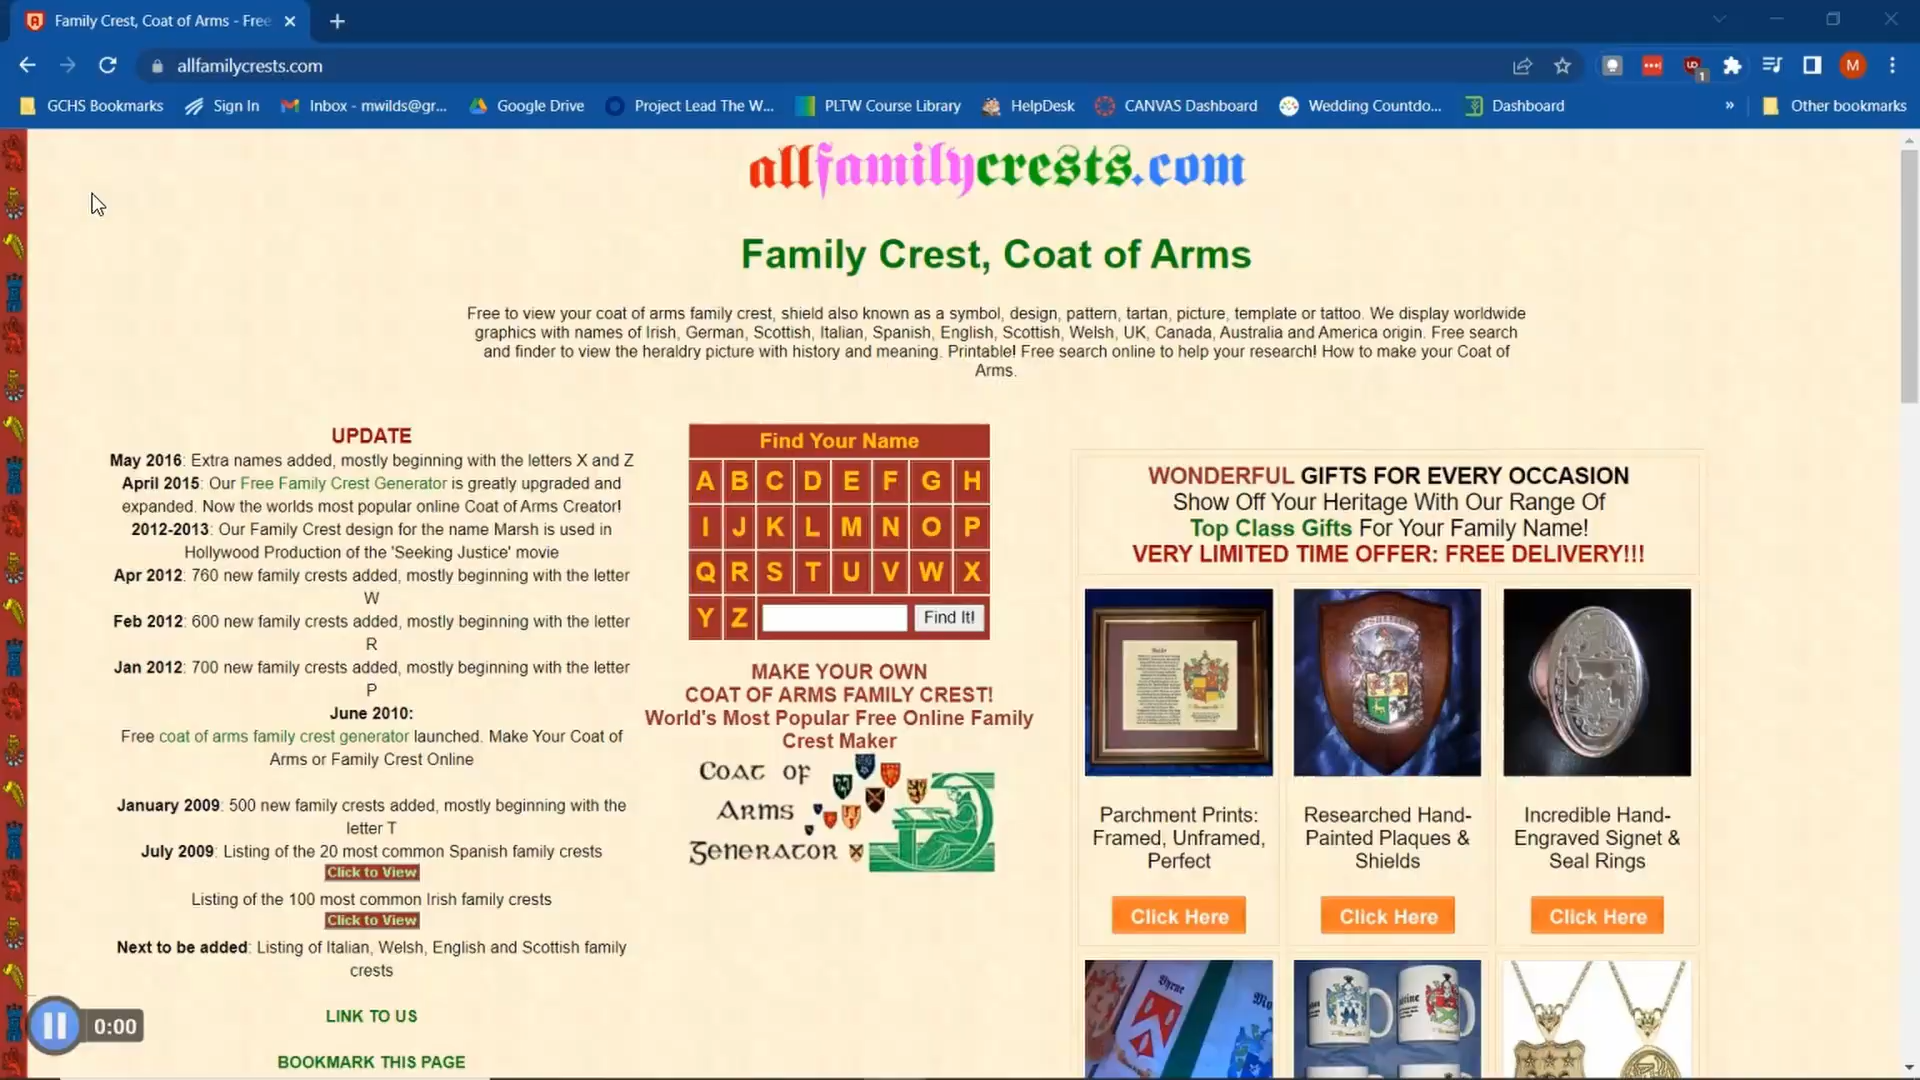 Family Crest, Coat of Arms - Free
allfamilycrests.com
M
GCHS Bookmarks
Sign In
Inbox - mwilds@gr...
Google Drive
Project Lead The W...
PLTW Course Library
HelpDesk
CANVAS Dashboard
Wedding Countdo...
Dashboard
»
Other bookmarks
allfamilycrests.com
Family Crest, Coat of Arms
Free to view your coat of arms family crest, shield also known as a symbol, design, pattern, tartan, picture, template or tattoo. We display worldwide
graphics with names of Irish, German, Scottish, Italian, Spanish, English, Scottish, Welsh, UK, Canada, Australia and America origin. Free search
and finder to view the heraldry picture with history and meaning. Printable! Free search online to help your research! How to make your Coat of
Arms.
UPDATE
May 2016: Extra names added, mostly beginning with the letters X and Z
April 2015: Our Free Family Crest Generator is greatly upgraded and
expanded. Now the worlds most popular online Coat of Arms Creator!
2012-2013: Our Family Crest design for the name Marsh is used in
Hollywood Production of the 'Seeking Justice' movie
Apr 2012: 760 new family crests added, mostly beginning with the letter
W
Feb 2012: 600 new family crests added, mostly beginning with the letter
R
Jan 2012: 700 new family crests added, mostly beginning with the letter
P
June 2010:
Free coat of arms family crest generator launched. Make Your Coat of
Arms or Family Crest Online
January 2009: 500 new family crests added, mostly beginning with the
letter T
July 2009: Listing of the 20 most common Spanish family crests
Click to View
Listing of the 100 most common Irish family crests
Click to View
Next to be added: Listing of Italian, Welsh, English and Scottish family
crests
LINK TO US
BOOKMARK THIS PAGE
0:00
Find Your Name
A B C D E F G H
I J K L M N O P
Q R S T U V W X
Y Z Find It!
MAKE YOUR OWN
COAT OF ARMS FAMILY CREST!
World's Most Popular Free Online Family
Crest Maker
Coat of
Arms
Generator
WONDERFUL GIFTS FOR EVERY OCCASION
Show Off Your Heritage With Our Range Of
Top Class Gifts For Your Family Name!
VERY LIMITED TIME OFFER: FREE DELIVERY!!!
Parchment Prints:
Framed, Unframed,
Perfect
Click Here
Researched Hand-
Painted Plaques &
Shields
Click Here
Incredible Hand-
Engraved Signet &
Seal Rings
Click Here
Byrne